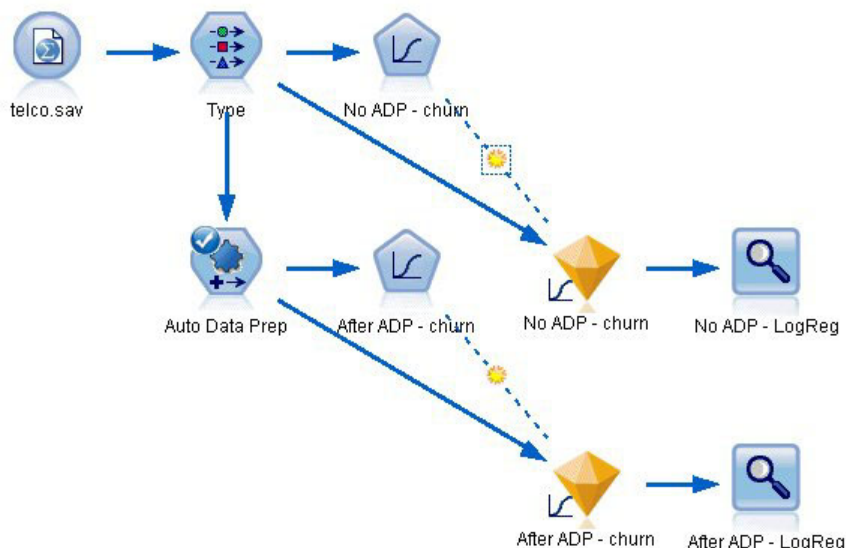 telco.sav
Type
No ADP - churn
Auto Data Prep
After ADP - churn
No ADP - churn
No ADP - LogReg
After ADP - churn
After ADP - LogReg